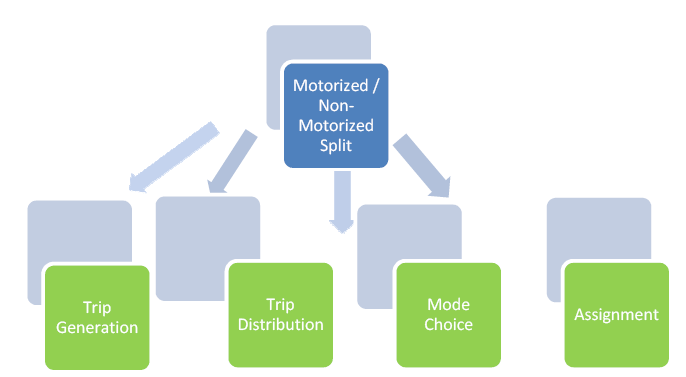 Motorized /
Non-
Motorized
Split
Trip
Generation
Trip
Distribution
Mode
Choice
Assignment